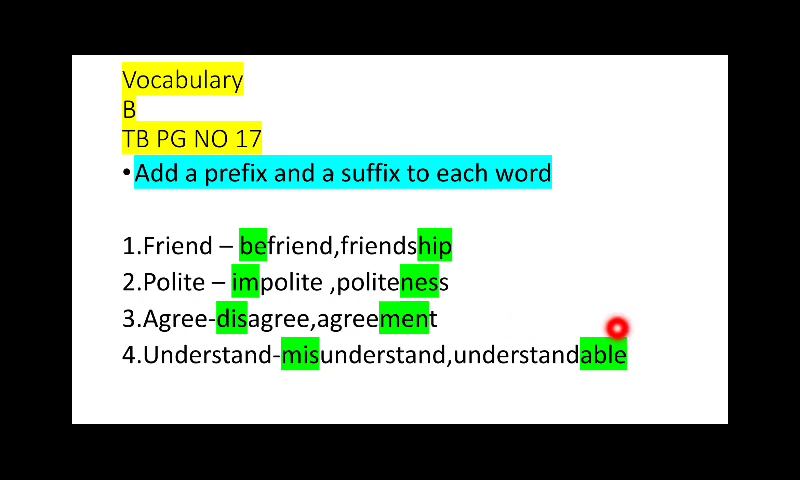 Vocabulary
B
TB PG NO 17
•Add a prefix and a suffix to each word
1.Friend – befriend,friendship
2.Polite – impolite ,politeness
3.Agree-disagree,agreement
4.Understand-misunderstand,understandable